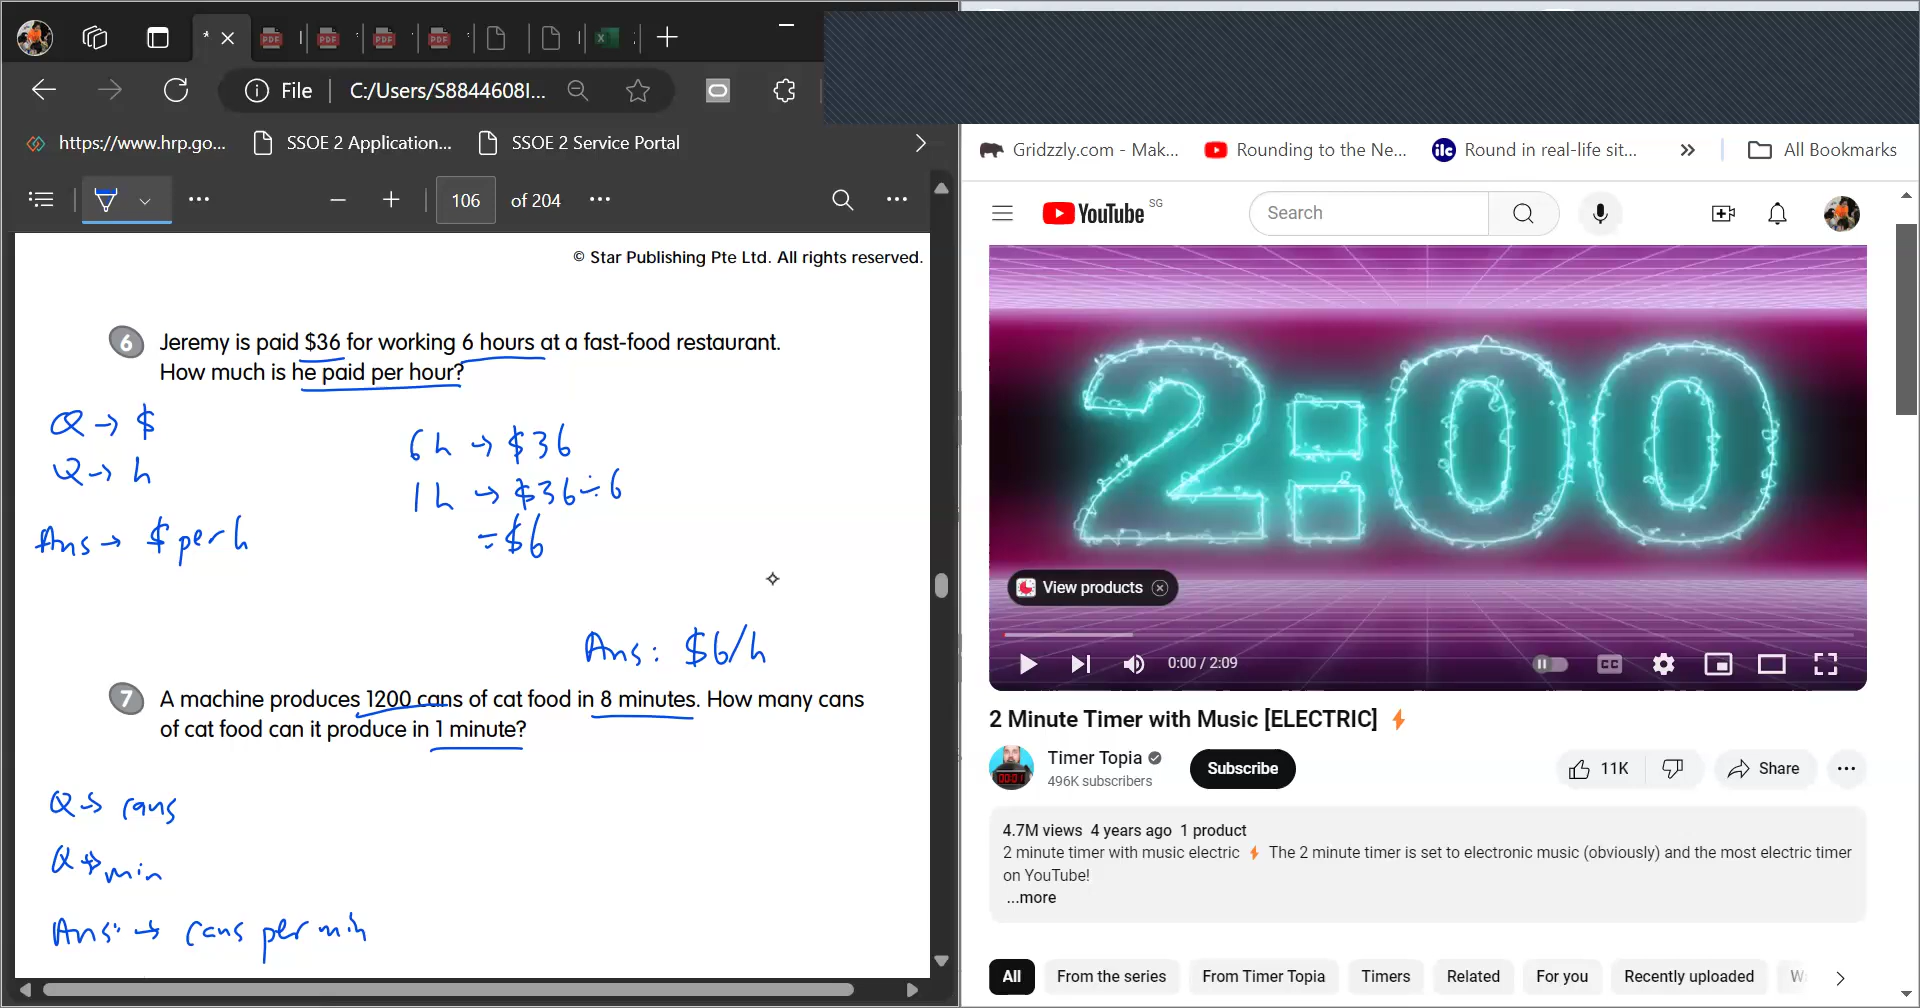 File
C:/Users/S8844608I...
https://www.hrp.go...
SSOE 2 Application...
SSOE 2 Service Portal
106
of 204
© Star Publishing Pte Ltd. All rights reserved.
6
Jeremy is paid $36 for working 6 hours at a fast-food restaurant.
How much is he paid per hour?
Q → $
Q → h
Ans → $ per h
6 h → $36
1 h → $36 ÷ 6
= $6
Ans: $6/h
7
A machine produces 1200 cans of cat food in 8 minutes. How many cans
of cat food can it produce in 1 minute?
Q → cans
Q → min
Ans: → cans per min
Gridzzly.com - Mak...
Rounding to the Ne...
ilc
Round in real-life sit...
All Bookmarks
YouTube SG
Search
2:00
View products
0:00 / 2:09
CC
2 Minute Timer with Music [ELECTRIC]
Timer Topia
496K subscribers
Subscribe
11K
Share
4.7M views 4 years ago 1 product
2 minute timer with music electric ⚡ The 2 minute timer is set to electronic music (obviously) and the most electric timer
on YouTube!
...more
All
From the series
From Timer Topia
Timers
Related
For you
Recently uploaded